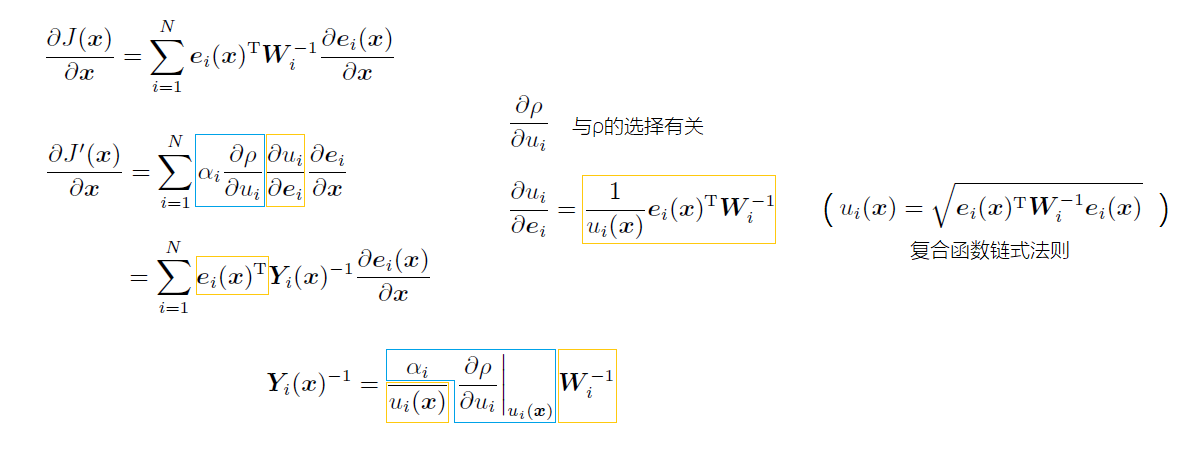 $\frac{\partial J(\boldsymbol{x})}{\partial \boldsymbol{x}} = \sum_{i=1}^{N} \boldsymbol{e}_i(\boldsymbol{x})^{\mathrm{T}} \boldsymbol{W}_i^{-1} \frac{\partial \boldsymbol{e}_i(\boldsymbol{x})}{\partial \boldsymbol{x}}$
$\frac{\partial J'(\boldsymbol{x})}{\partial \boldsymbol{x}} = \sum_{i=1}^{N} \alpha_i \frac{\partial \rho}{\partial u_i} \frac{\partial u_i}{\partial \boldsymbol{e}_i} \frac{\partial \boldsymbol{e}_i}{\partial \boldsymbol{x}}$
$= \sum_{i=1}^{N} \boldsymbol{e}_i(\boldsymbol{x})^{\mathrm{T}} \boldsymbol{Y}_i(\boldsymbol{x})^{-1} \frac{\partial \boldsymbol{e}_i(\boldsymbol{x})}{\partial \boldsymbol{x}}$
$\frac{\partial \rho}{\partial u_i}$ 与ρ的选择有关
$\frac{\partial u_i}{\partial \boldsymbol{e}_i} = \frac{1}{u_i(\boldsymbol{x})} \boldsymbol{e}_i(\boldsymbol{x})^{\mathrm{T}} \boldsymbol{W}_i^{-1}$
$( u_i(\boldsymbol{x}) = \sqrt{\boldsymbol{e}_i(\boldsymbol{x})^{\mathrm{T}} \boldsymbol{W}_i^{-1} \boldsymbol{e}_i(\boldsymbol{x})} )$
复合函数链式法则
$\boldsymbol{Y}_i(\boldsymbol{x})^{-1} = \frac{\alpha_i}{u_i(\boldsymbol{x})} \left. \frac{\partial \rho}{\partial u_i} \right|_{u_i(\boldsymbol{x})} \boldsymbol{W}_i^{-1}$